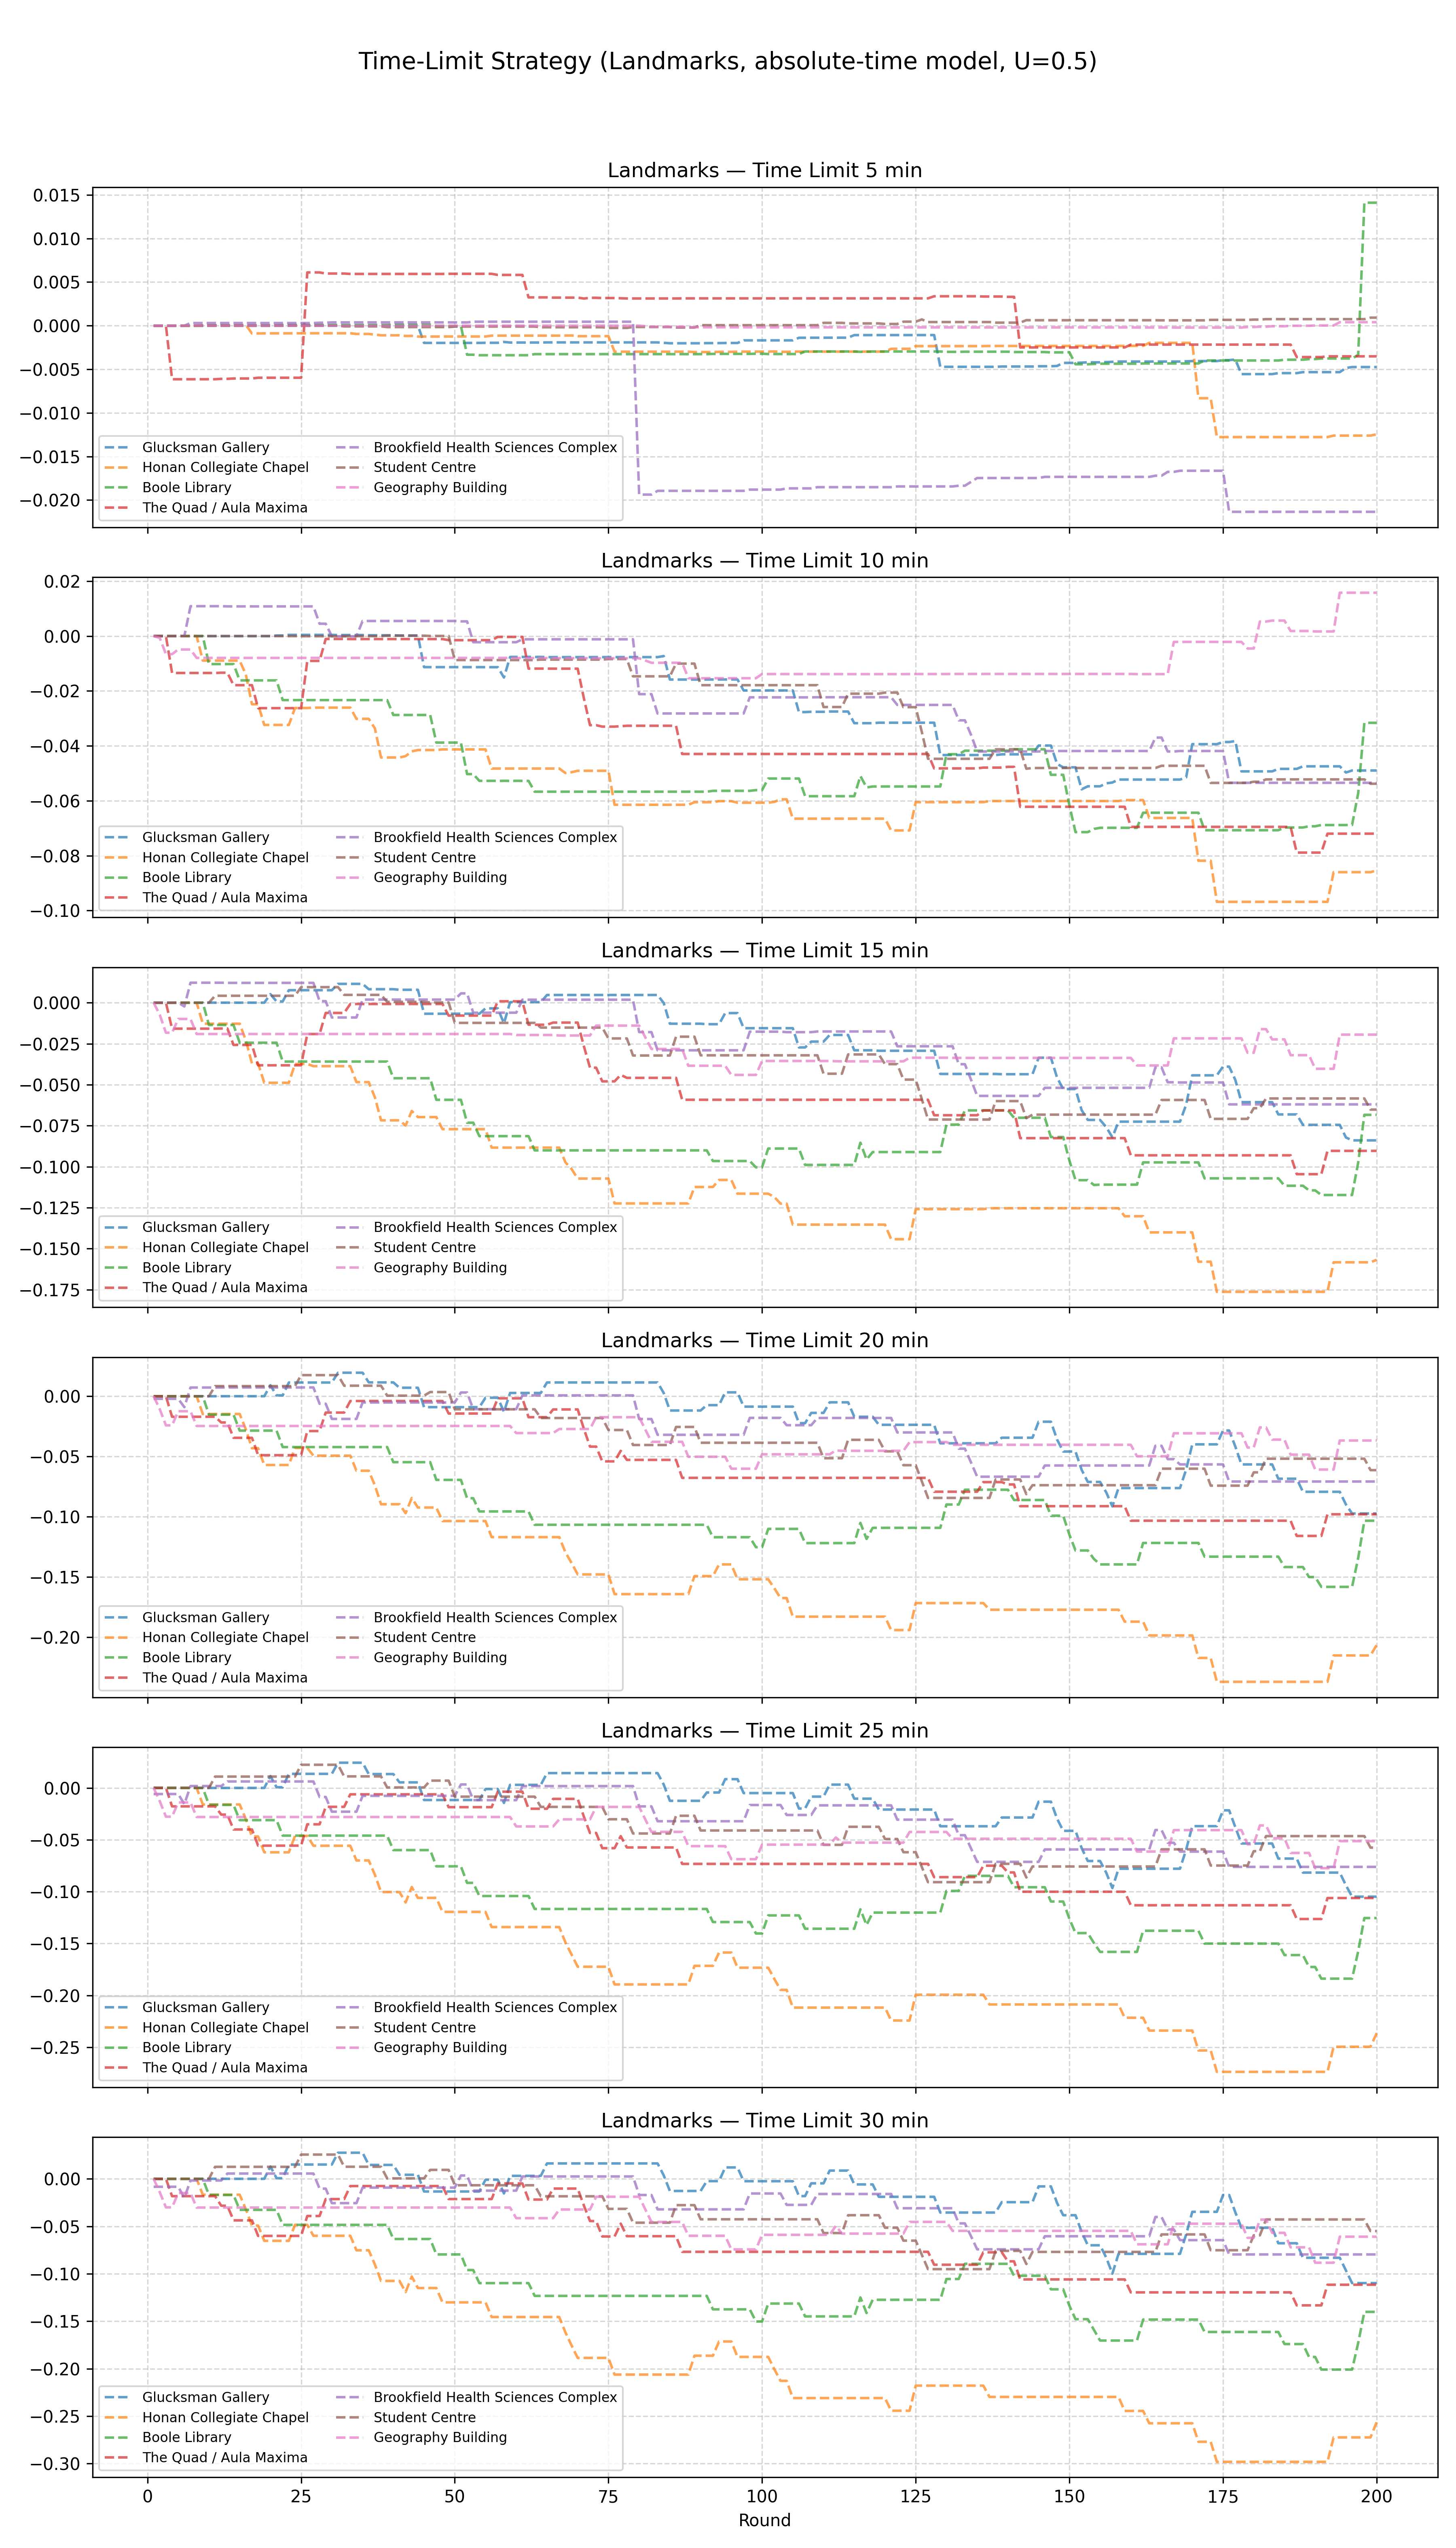 Time-Limit Strategy (Landmarks, absolute-time model, U=0.5)
Landmarks — Time Limit 5 min
0.015
0.010
0.005
0.000
−0.005
−0.010
−0.015
−0.020
Glucksman Gallery
Honan Collegiate Chapel
Boole Library
The Quad / Aula Maxima
Brookfield Health Sciences Complex
Student Centre
Geography Building
Landmarks — Time Limit 10 min
0.02
0.00
−0.02
−0.04
−0.06
−0.08
−0.10
Glucksman Gallery
Honan Collegiate Chapel
Boole Library
The Quad / Aula Maxima
Brookfield Health Sciences Complex
Student Centre
Geography Building
Landmarks — Time Limit 15 min
0.000
−0.025
−0.050
−0.075
−0.100
−0.125
−0.150
−0.175
Glucksman Gallery
Honan Collegiate Chapel
Boole Library
The Quad / Aula Maxima
Brookfield Health Sciences Complex
Student Centre
Geography Building
Landmarks — Time Limit 20 min
0.00
−0.05
−0.10
−0.15
−0.20
Glucksman Gallery
Honan Collegiate Chapel
Boole Library
The Quad / Aula Maxima
Brookfield Health Sciences Complex
Student Centre
Geography Building
Landmarks — Time Limit 25 min
0.00
−0.05
−0.10
−0.15
−0.20
−0.25
Glucksman Gallery
Honan Collegiate Chapel
Boole Library
The Quad / Aula Maxima
Brookfield Health Sciences Complex
Student Centre
Geography Building
Landmarks — Time Limit 30 min
0.00
−0.05
−0.10
−0.15
−0.20
−0.25
−0.30
Glucksman Gallery
Honan Collegiate Chapel
Boole Library
The Quad / Aula Maxima
Brookfield Health Sciences Complex
Student Centre
Geography Building
0 25 50 75 100 125 150 175 200
Round